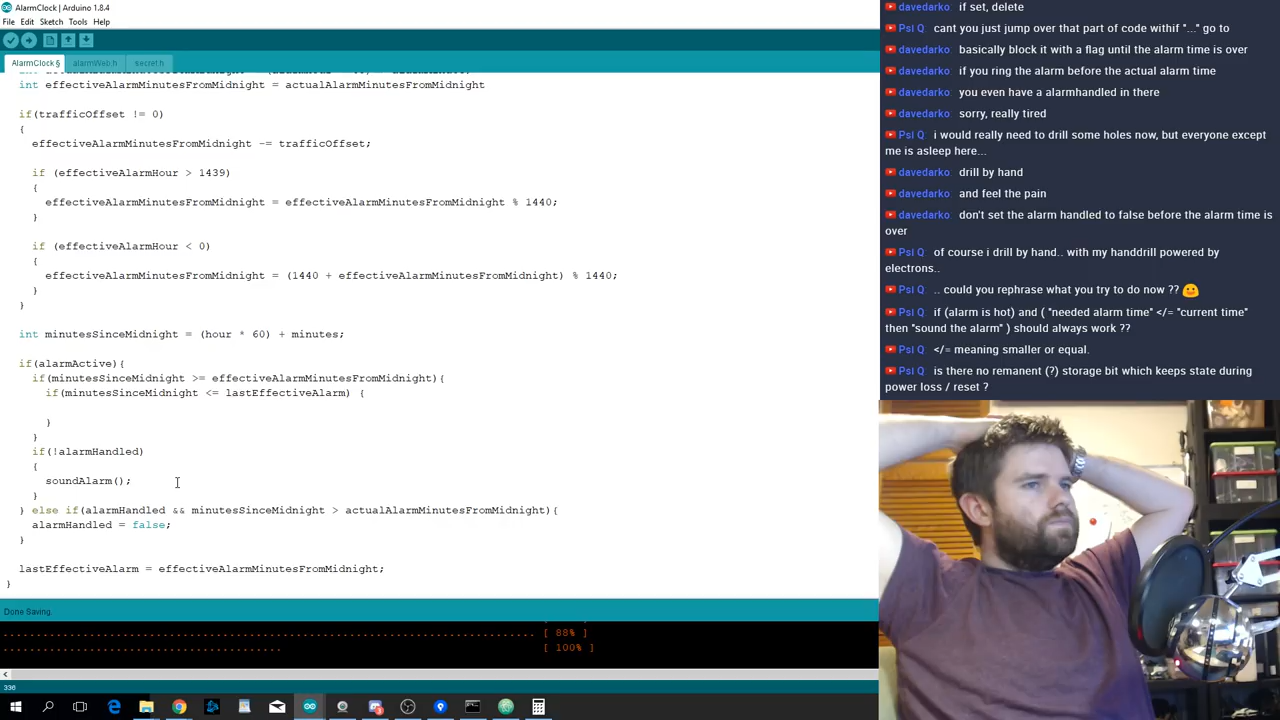 AlarmClock | Arduino 1.8.4
File Edit Sketch Tools Help
AlarmClock § alarmWeb.h secret.h
int effectiveAlarmMinutesFromMidnight = actualAlarmMinutesFromMidnight
if(trafficOffset != 0)
{
effectiveAlarmMinutesFromMidnight -= trafficOffset;
if (effectiveAlarmHour > 1439)
{
effectiveAlarmMinutesFromMidnight = effectiveAlarmMinutesFromMidnight % 1440;
}
if (effectiveAlarmHour < 0)
{
effectiveAlarmMinutesFromMidnight = (1440 + effectiveAlarmMinutesFromMidnight) % 1440;
}
}
int minutesSinceMidnight = (hour * 60) + minutes;
if(alarmActive){
if(minutesSinceMidnight >= effectiveAlarmMinutesFromMidnight){
if(minutesSinceMidnight <= lastEffectiveAlarm) {
}
}
if(!alarmHandled)
{
soundAlarm();
}
} else if(alarmHandled && minutesSinceMidnight > actualAlarmMinutesFromMidnight){
alarmHandled = false;
}
lastEffectiveAlarm = effectiveAlarmMinutesFromMidnight;
}
Done Saving.
[ 88% ]
[ 100% ]
336
davedarko if set, delete
Psi Q: cant you just jump over that part of code withif "..." go to
davedarko basically block it with a flag until the alarm time is over
davedarko if you ring the alarm before the actual alarm time
davedarko you even have a alarmhandled in there
davedarko sorry, really tired
Psi Q: i would really need to drill some holes now, but everyone except
me is asleep here...
davedarko drill by hand
davedarko and feel the pain
davedarko don't set the alarm handled to false before the alarm time is
over
Psi Q: of course i drill by hand.. with my handdrill powered by
electrons..
Psi Q: .. could you rephrase what you try to do now ??
Psi Q: if (alarm is hot) and ( "needed alarm time" </= "current time"
then "sound the alarm" ) should always work ??
Psi Q: </= meaning smaller or equal.
Psi Q: is there no remanent (?) storage bit which keeps state during
power loss / reset ?